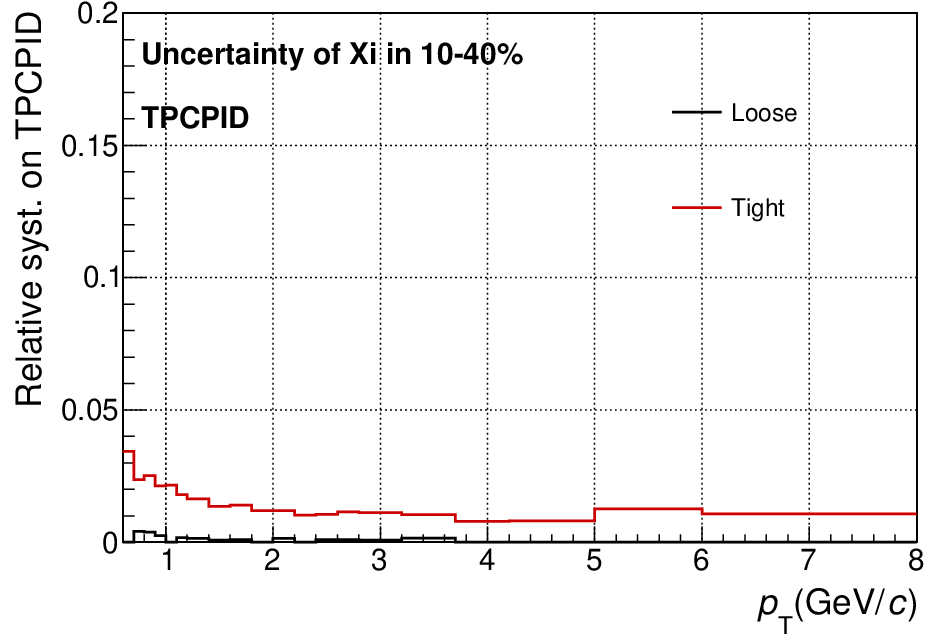 Relative syst. on TPCPID
0.2
0.15
0.1
0.05
0
Uncertainty of Xi in 10-40%
TPCPID
Loose
Tight
1 2 3 4 5 6 7 8
p_T(GeV/c)